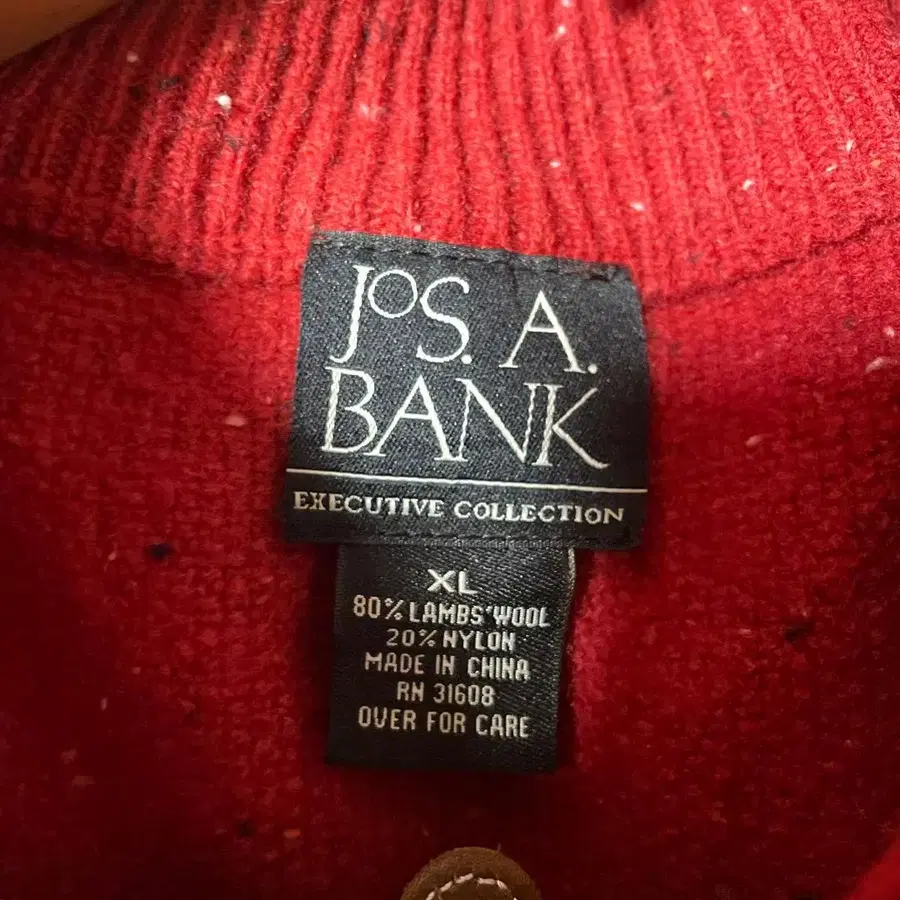 JoS. A.
BANK
EXECUTIVE COLLECTION
XL
80% LAMBS' WOOL
20% NYLON
MADE IN CHINA
RN 31608
OVER FOR CARE